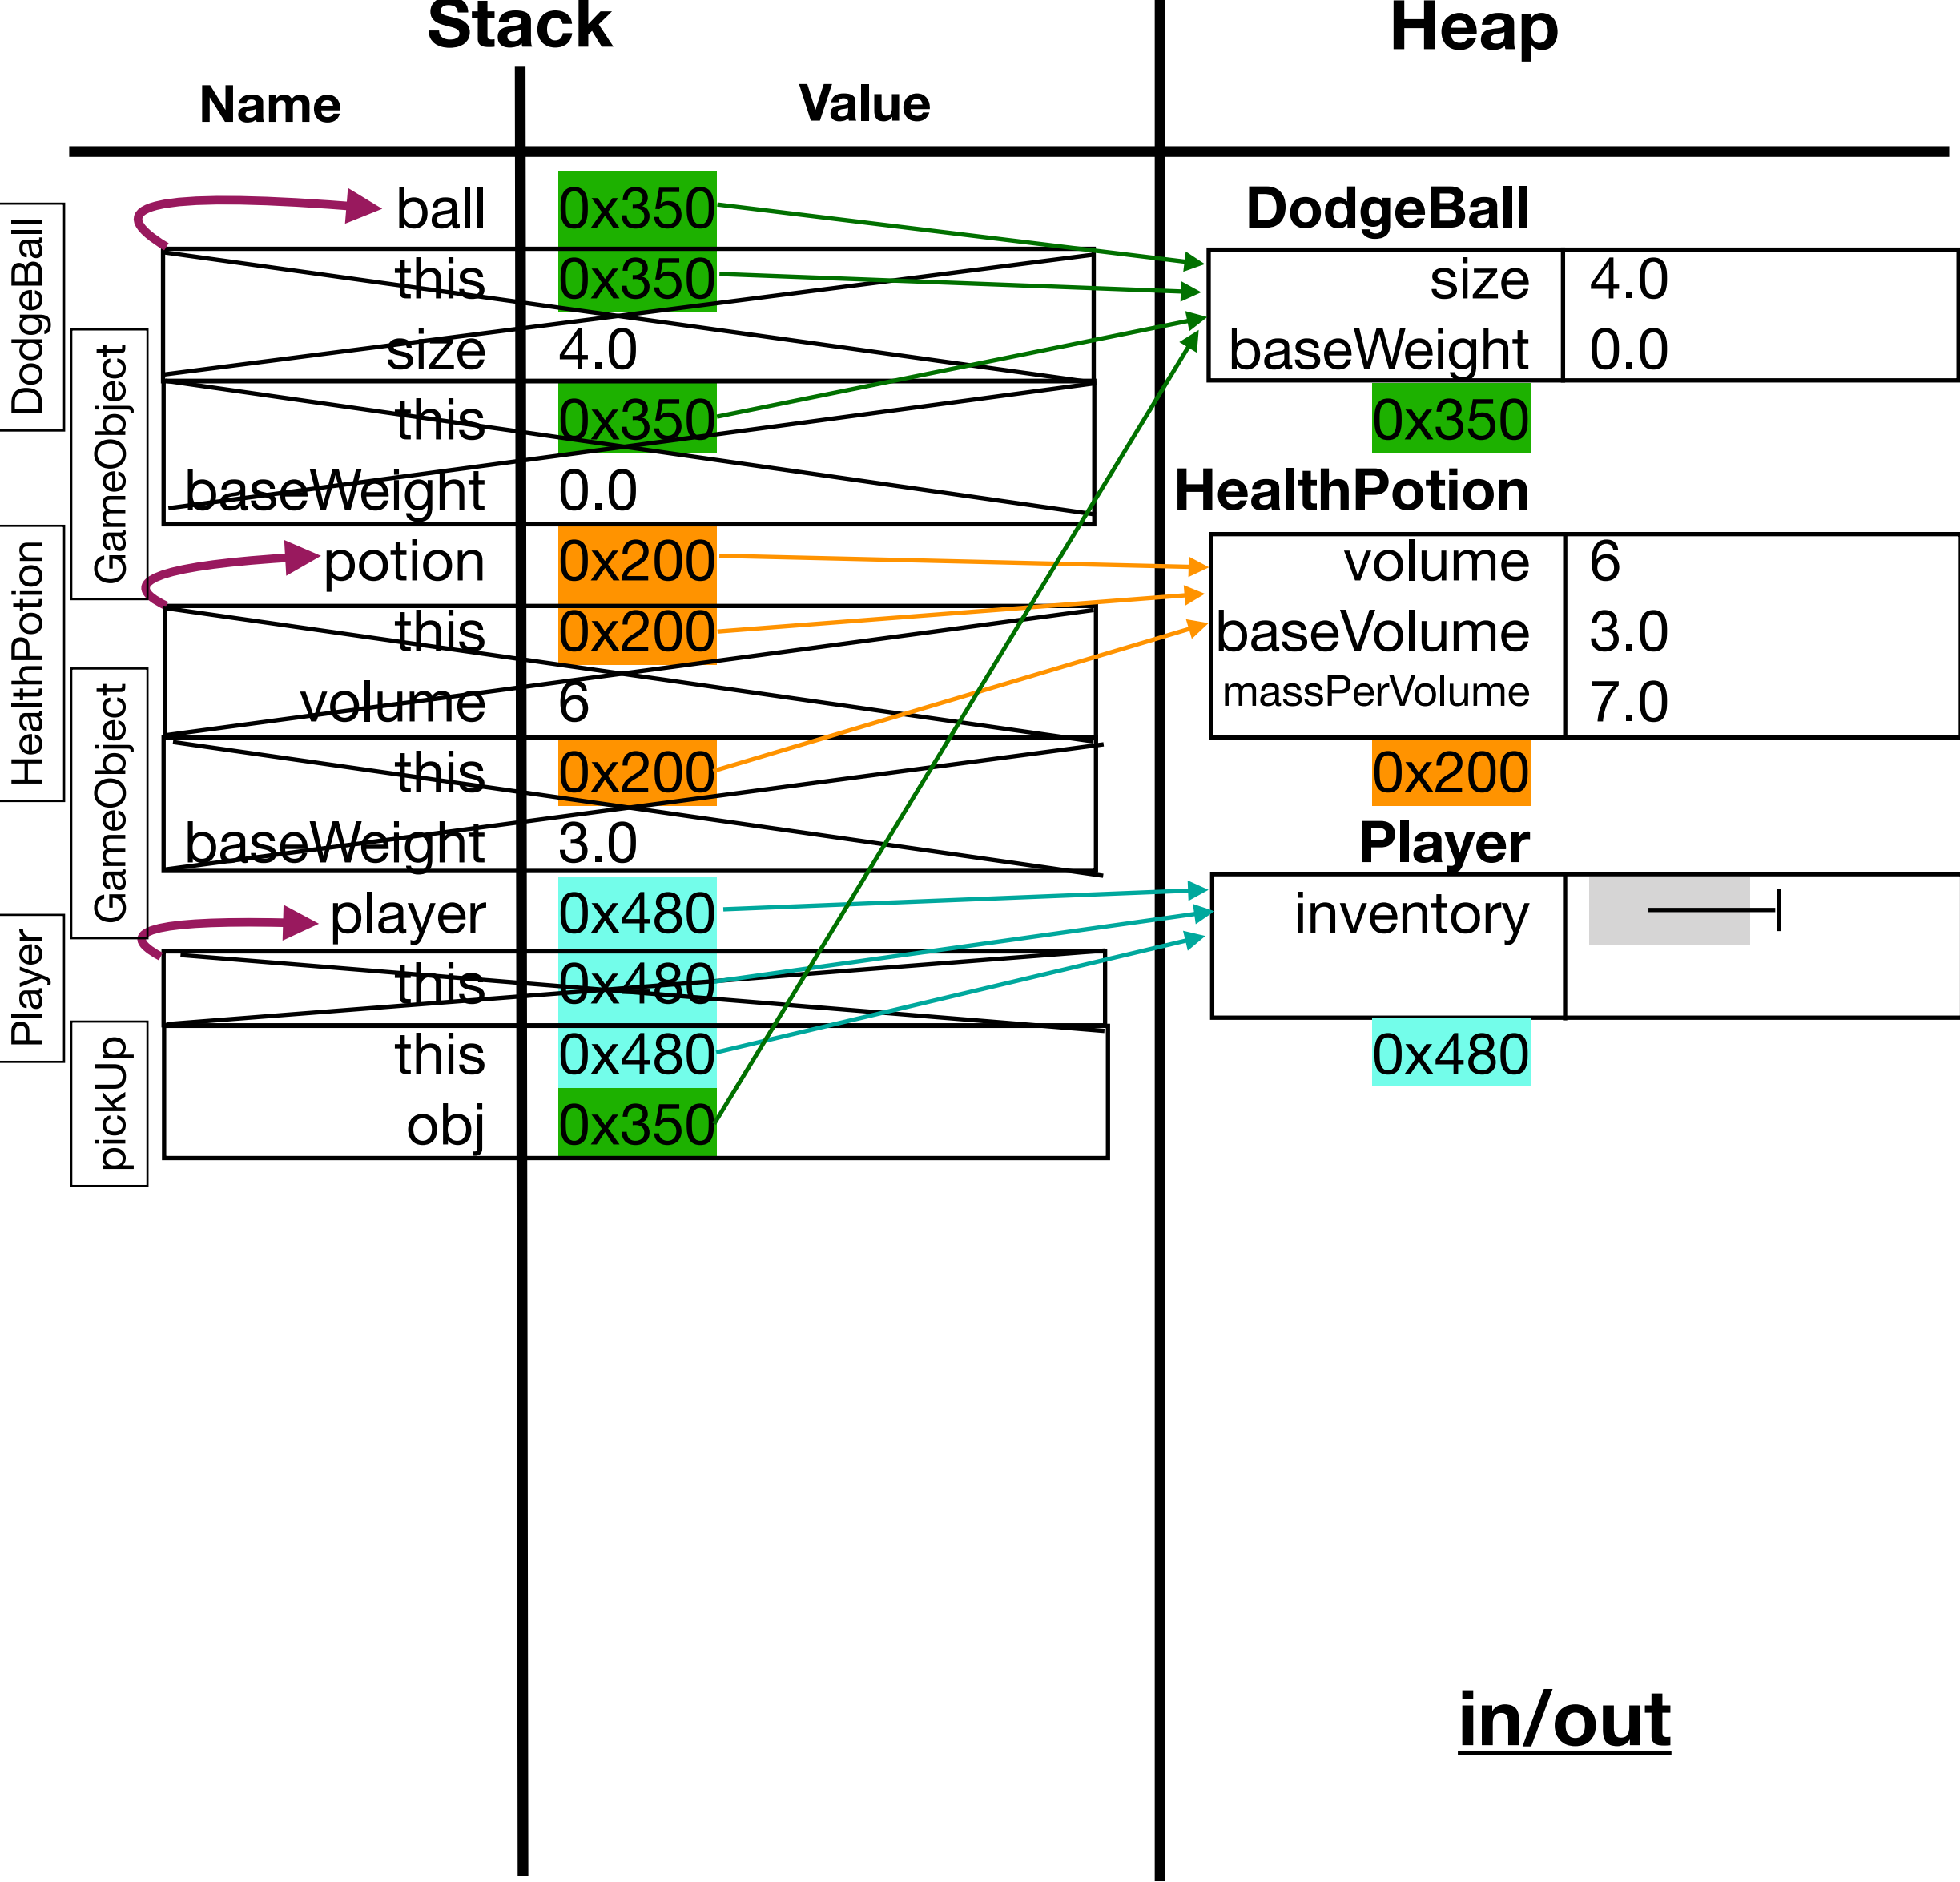 Stack
Heap
Name
Value
DodgeBall
GameObject
HealthPotion
GameObject
Player
pickUp
ball 0x350
this 0x350
size 4.0
this 0x350
baseWeight 0.0
potion 0x200
this 0x200
volume 6
this 0x200
baseWeight 3.0
player 0x480
this 0x480
this 0x480
obj 0x350
DodgeBall
size 4.0
baseWeight 0.0
0x350
HealthPotion
volume 6
baseVolume 3.0
massPerVolume 7.0
0x200
Player
inventory
0x480
in/out